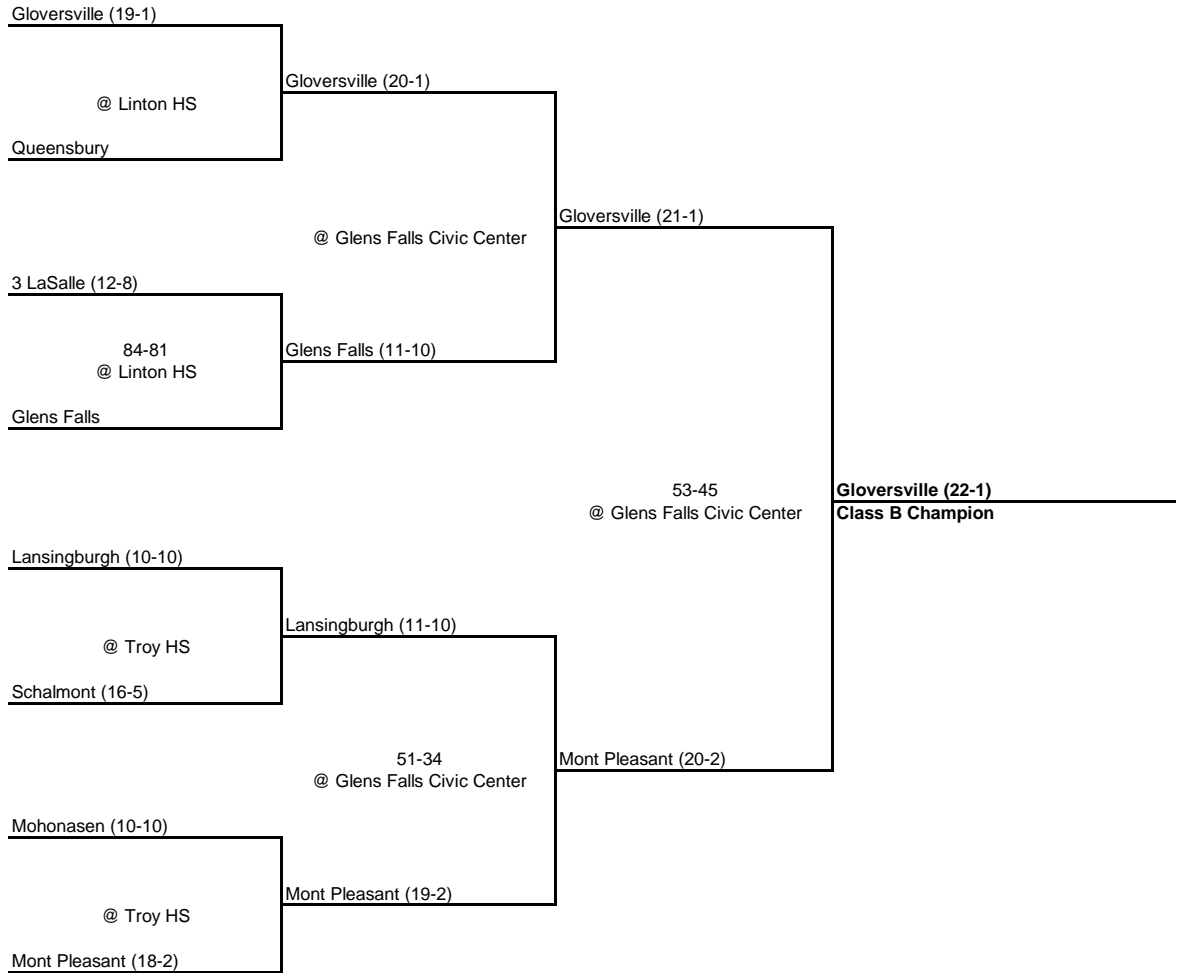 Gloversville (19-1)
Gloversville (20-1)
@ Linton HS
Queensbury
Gloversville (21-1)
@ Glens Falls Civic Center
3 LaSalle (12-8)
84-81
Glens Falls (11-10)
@ Linton HS
Glens Falls
53-45
Gloversville (22-1)
@ Glens Falls Civic Center
Class B Champion
Lansingburgh (10-10)
Lansingburgh (11-10)
@ Troy HS
Schalmont (16-5)
51-34
Mont Pleasant (20-2)
@ Glens Falls Civic Center
Mohonasen (10-10)
Mont Pleasant (19-2)
@ Troy HS
Mont Pleasant (18-2)